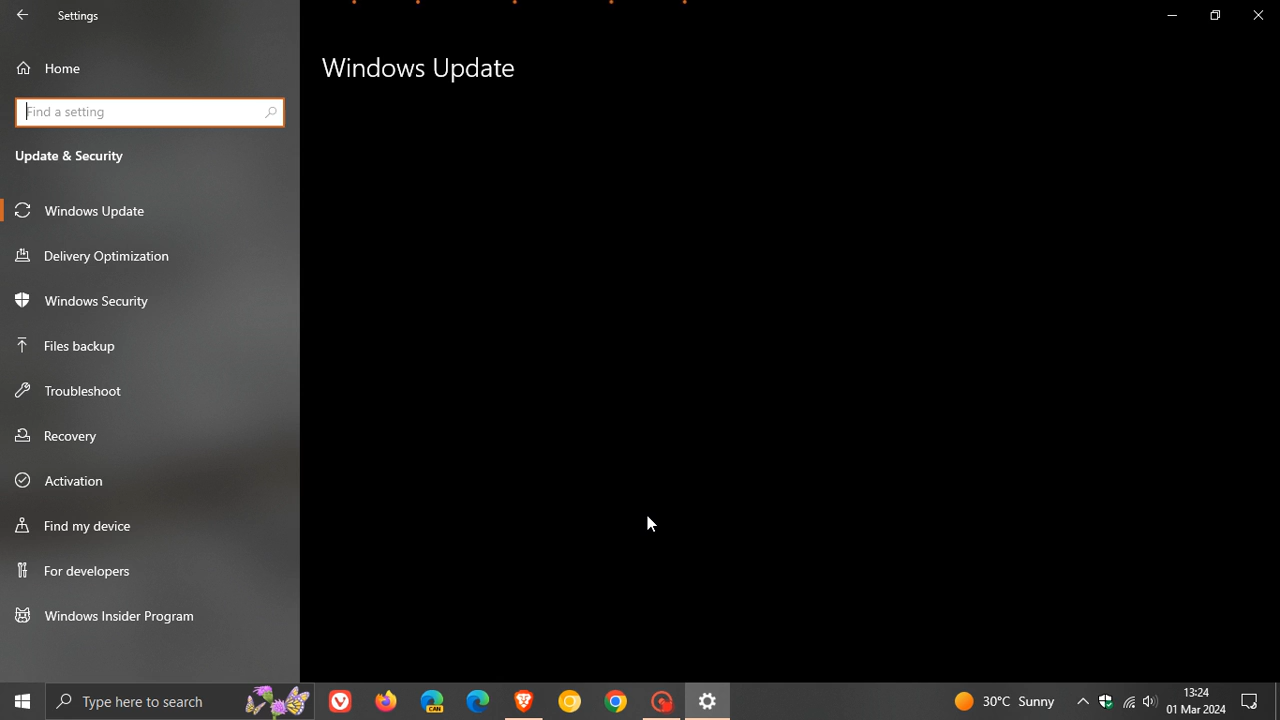 Settings
Home
Find a setting
Update & Security
Windows Update
Delivery Optimization
Windows Security
Files backup
Troubleshoot
Recovery
Activation
Find my device
For developers
Windows Insider Program
Windows Update
Type here to search
CAN
30°C Sunny
13:24
01 Mar 2024